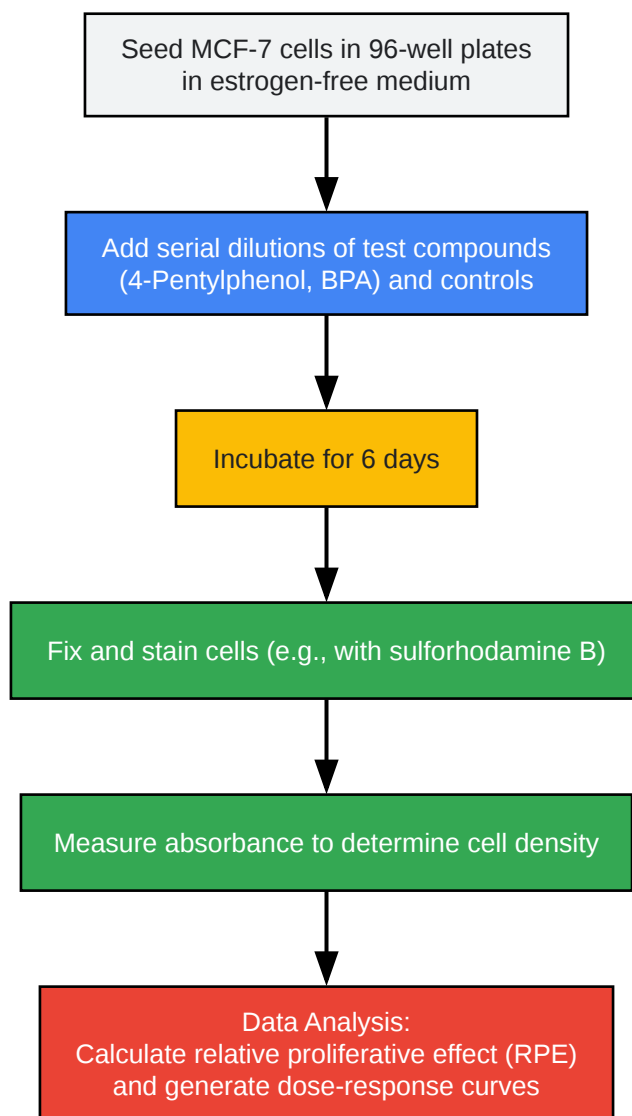 Seed MCF-7 cells in 96-well plates
in estrogen-free medium
Add serial dilutions of test compounds
(4-Pentylphenol, BPA) and controls
Incubate for 6 days
Fix and stain cells (e.g., with sulforhodamine B)
Measure absorbance to determine cell density
Data Analysis:
Calculate relative proliferative effect (RPE)
and generate dose-response curves